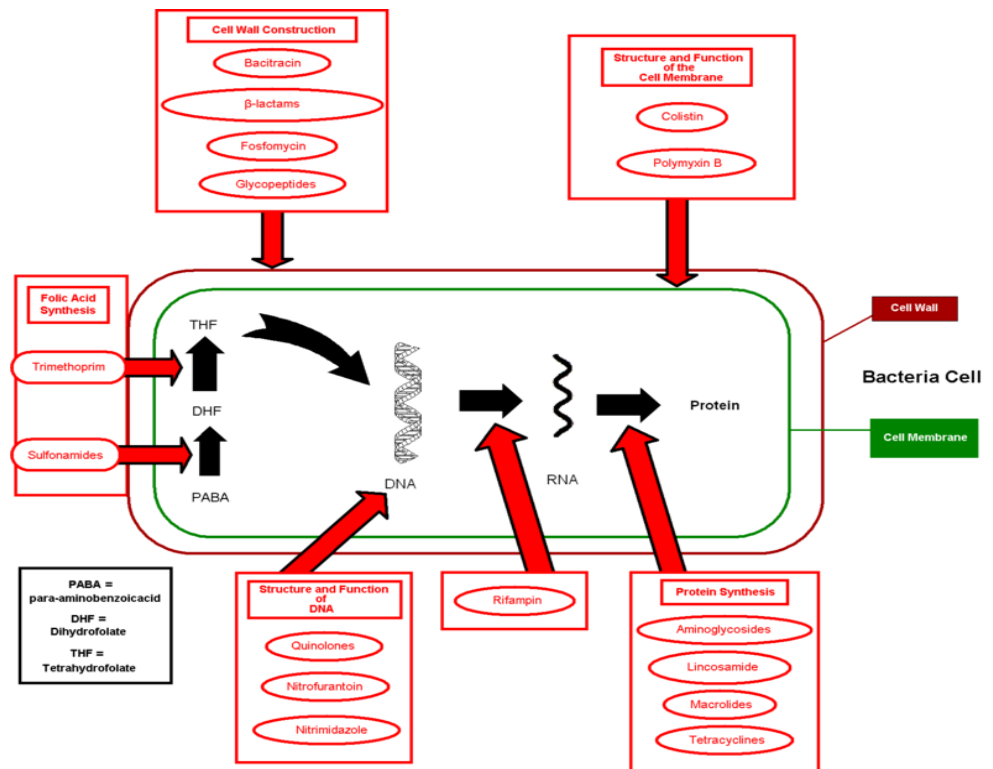 Cell Wall Construction
Bacitracin
β-lactams
Fosfomycin
Glycopeptides
Structure and Function
of the
Cell Membrane
Colistin
Polymyxin B
Folic Acid
Synthesis
Trimethoprim
Sulfonamides
THF
DHF
PABA
DNA
RNA
Protein
Cell Wall
Bacteria Cell
Cell Membrane
PABA =
para-aminobenzoicacid
DHF =
Dihydrofolate
THF =
Tetrahydrofolate
Structure and Function
of
DNA
Quinolones
Nitrofurantoin
Nitrimidazole
Rifampin
Protein Synthesis
Aminoglycosides
Lincosamide
Macrolides
Tetracyclines